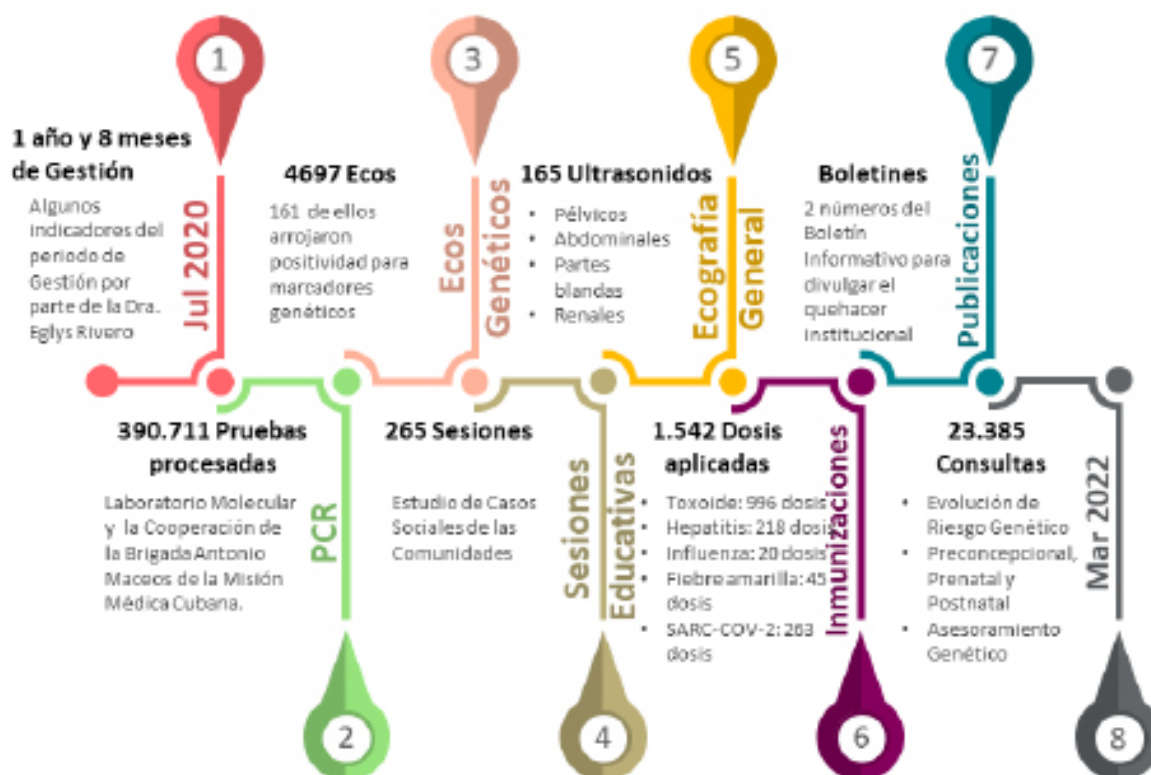 1
1 año y 8 meses
de Gestión
Algunos
indicadores del
periodo de
Gestión por
parte de la Dra.
Eglys Rivero
Jul 2020
390.711 Pruebas
procesadas
Laboratorio Molecular
y la Cooperación de
la Brigada Antonio
Maceos de la Misión
Médica Cubana.
PCR
2
3
4697 Ecos
161 de ellos
arrojaron
positividad para
marcadores
genéticos
Ecos
Genéticos
265 Sesiones
Estudio de Casos
Sociales de las
Comunidades
Sesiones
Educativas
4
5
165 Ultrasonidos
• Pélvicos
• Abdominales
• Partes
blandas
• Renales
Ecografía
General
1.542 Dosis
aplicadas
• Toxoide: 996 dosis
• Hepatitis: 218 dosis
• Influenza: 20 dosis
• Fiebre amarilla: 45
dosis
• SARC-COV-2: 263
dosis
Inmunizaciones
6
7
Boletines
2 números del
Boletín
Informativo para
divulgar el
quehacer
institucional
Publicaciones
23.385
Consultas
• Evolución de
Riesgo Genético
• Preconcepcional,
Prenatal y
Postnatal
• Asesoramiento
Genético
Mar 2022
8